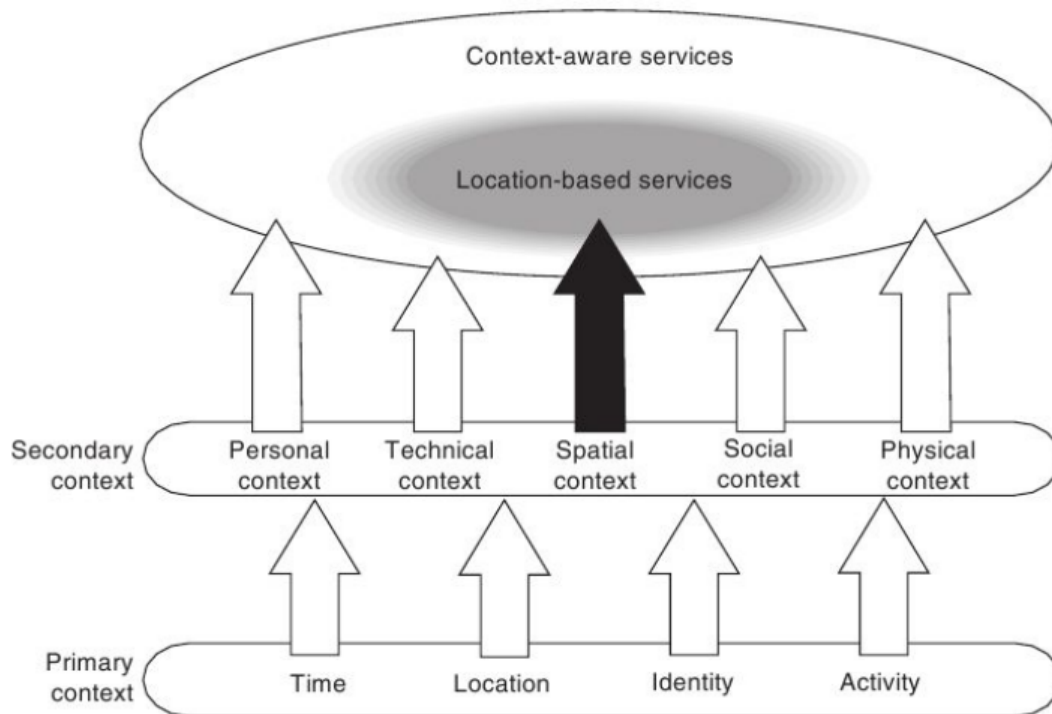 Context-aware services
Location-based services
Secondary
context
Personal
context
Technical
context
Spatial
context
Social
context
Physical
context
Primary
context
Time
Location
Identity
Activity